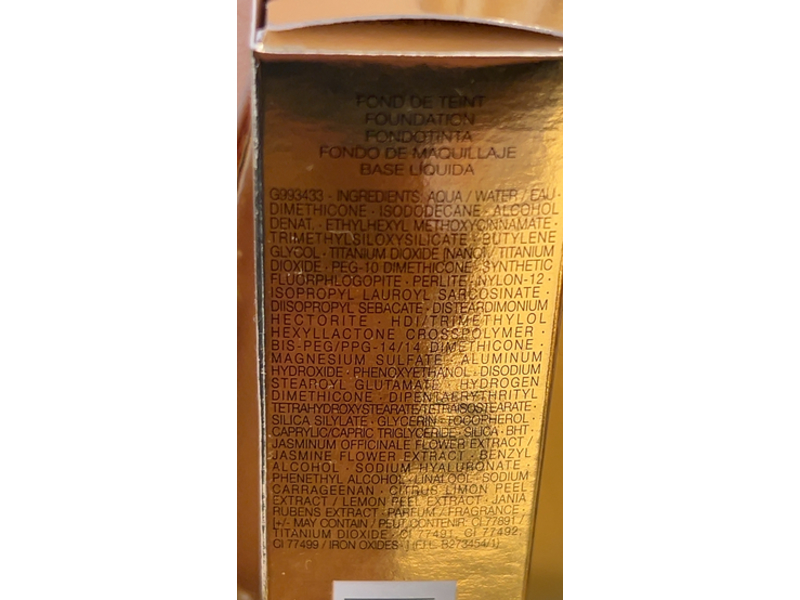 FOND DE TEINT
FOUNDATION
FONDOTINTA
FONDO DE MAQUILLAJE
BASE LÍQUIDA
G993433 - INGREDIENTS: AQUA / WATER / EAU ·
DIMETHICONE · ISODODECANE · ALCOHOL
DENAT. · ETHYLHEXYL METHOXYCINNAMATE ·
TRIMETHYLSILOXYSILICATE · BUTYLENE
GLYCOL · TITANIUM DIOXIDE [NANO] / TITANIUM
DIOXIDE · PEG-10 DIMETHICONE · SYNTHETIC
FLUORPHLOGOPITE · PERLITE · NYLON-12 ·
ISOPROPYL LAUROYL SARCOSINATE ·
DIISOPROPYL SEBACATE · DISTEARDIMONIUM
HECTORITE · HDI/TRIMETHYLOL
HEXYLLACTONE CROSSPOLYMER ·
BIS-PEG/PPG-14/14 DIMETHICONE ·
MAGNESIUM SULFATE · ALUMINUM
HYDROXIDE · PHENOXYETHANOL · DISODIUM
STEAROYL GLUTAMATE · HYDROGEN
DIMETHICONE · DIPENTAERYTHRITYL
TETRAHYDROXYSTEARATE/TETRAISOSTEARATE ·
SILICA SILYLATE · GLYCERIN · TOCOPHEROL ·
CAPRYLIC/CAPRIC TRIGLYCERIDE · SILICA · BHT ·
JASMINUM OFFICINALE FLOWER EXTRACT /
JASMINE FLOWER EXTRACT · BENZYL
ALCOHOL · SODIUM HYALURONATE ·
PHENETHYL ALCOHOL · LINALOOL · SODIUM
CARRAGEENAN · CITRUS LIMON PEEL
EXTRACT / LEMON PEEL EXTRACT · JANIA
RUBENS EXTRACT · PARFUM / FRAGRANCE
[+/- MAY CONTAIN / PEUT CONTENIR: CI 77891 /
TITANIUM DIOXIDE · CI 77491, CI 77492,
CI 77499 / IRON OXIDES · ] (F.I.L. B273454/1)